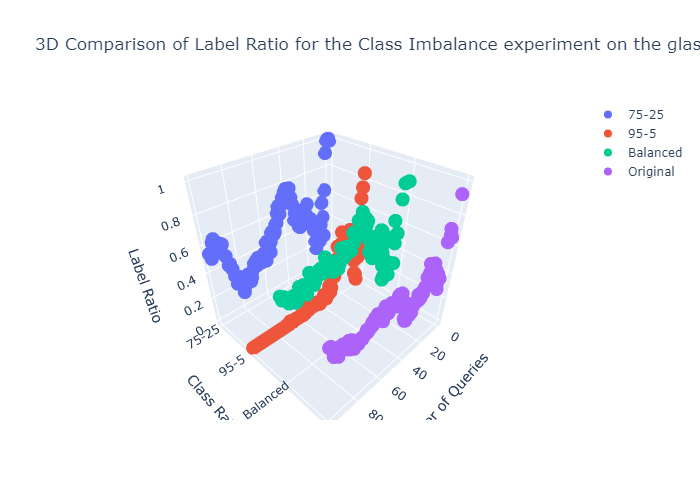 3D Comparison of Label Ratio for the Class Imbalance experiment on the glas
75-25
95-5
Balanced
Original
1
0.8
0.6
0.4
0.2
0
Label Ratio
75-25
95-5
Balanced
Class Ra
0
20
40
60
80
er of Queries